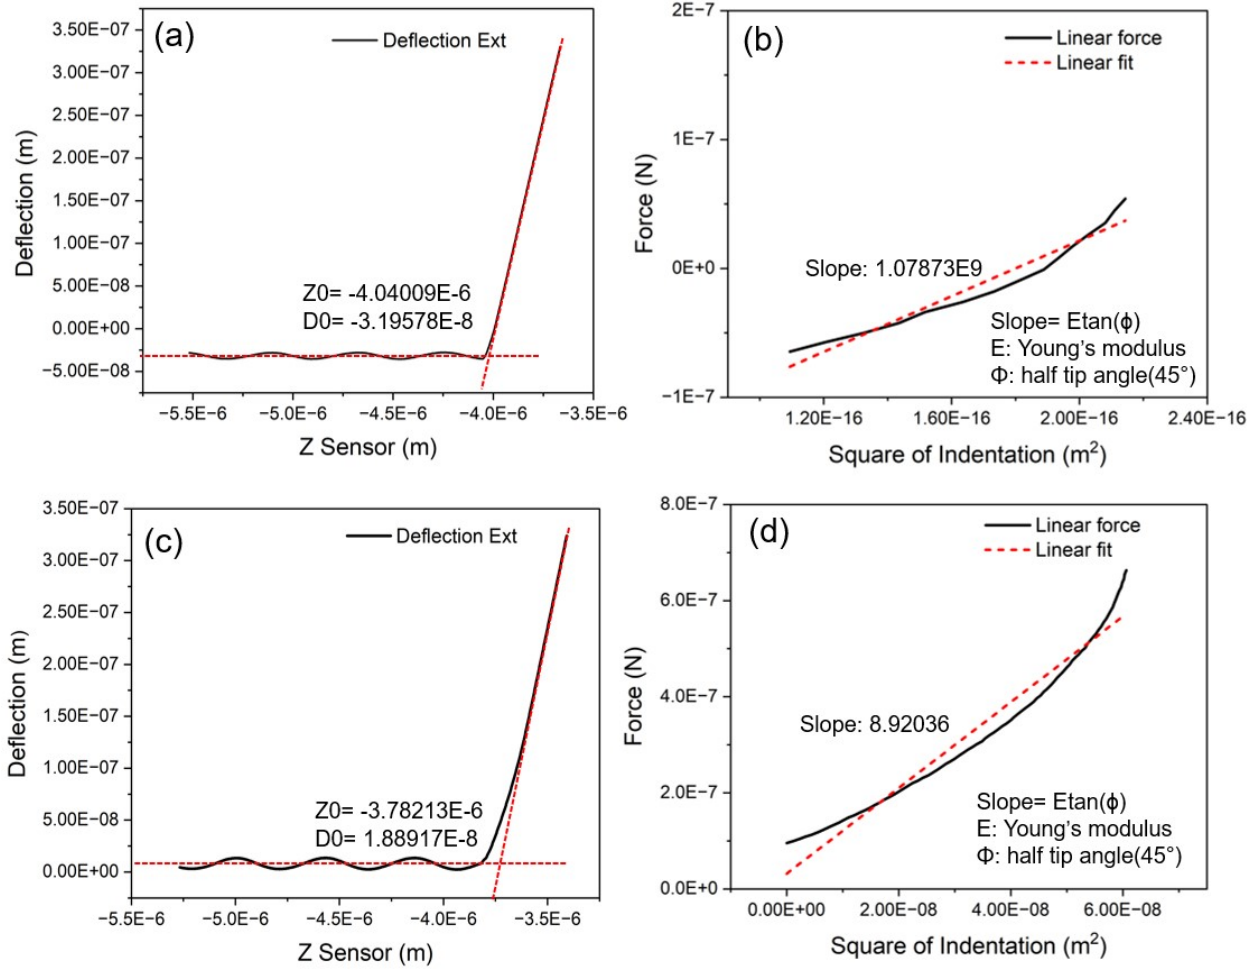 (a)
Deflection Ext
3.50E−07
3.00E−07
2.50E−07
2.00E−07
1.50E−07
1.00E−07
5.00E−08
0.00E+00
−5.00E−08
Deflection (m)
Z0= -4.04009E-6
D0= -3.19578E-8
−5.5E−6
−5.0E−6
−4.5E−6
−4.0E−6
−3.5E−6
Z Sensor (m)
(b)
Linear force
Linear fit
2E−7
1E−7
0E+0
−1E−7
Force (N)
Slope: 1.07873E9
Slope= Etan(ϕ)
E: Young's modulus
Φ: half tip angle(45°)
1.20E−16
1.60E−16
2.00E−16
2.40E−16
Square of Indentation (m²)
(c)
Deflection Ext
3.50E−07
3.00E−07
2.50E−07
2.00E−07
1.50E−07
1.00E−07
5.00E−08
0.00E+00
Deflection (m)
Z0= -3.78213E-6
D0= 1.88917E-8
−5.5E−6
−5.0E−6
−4.5E−6
−4.0E−6
−3.5E−6
Z Sensor (m)
(d)
Linear force
Linear fit
8.0E−7
6.0E−7
4.0E−7
2.0E−7
0.0E+0
Force (N)
Slope: 8.92036
Slope= Etan(ϕ)
E: Young's modulus
Φ: half tip angle(45°)
0.00E+00
2.00E−08
4.00E−08
6.00E−08
Square of Indentation (m²)